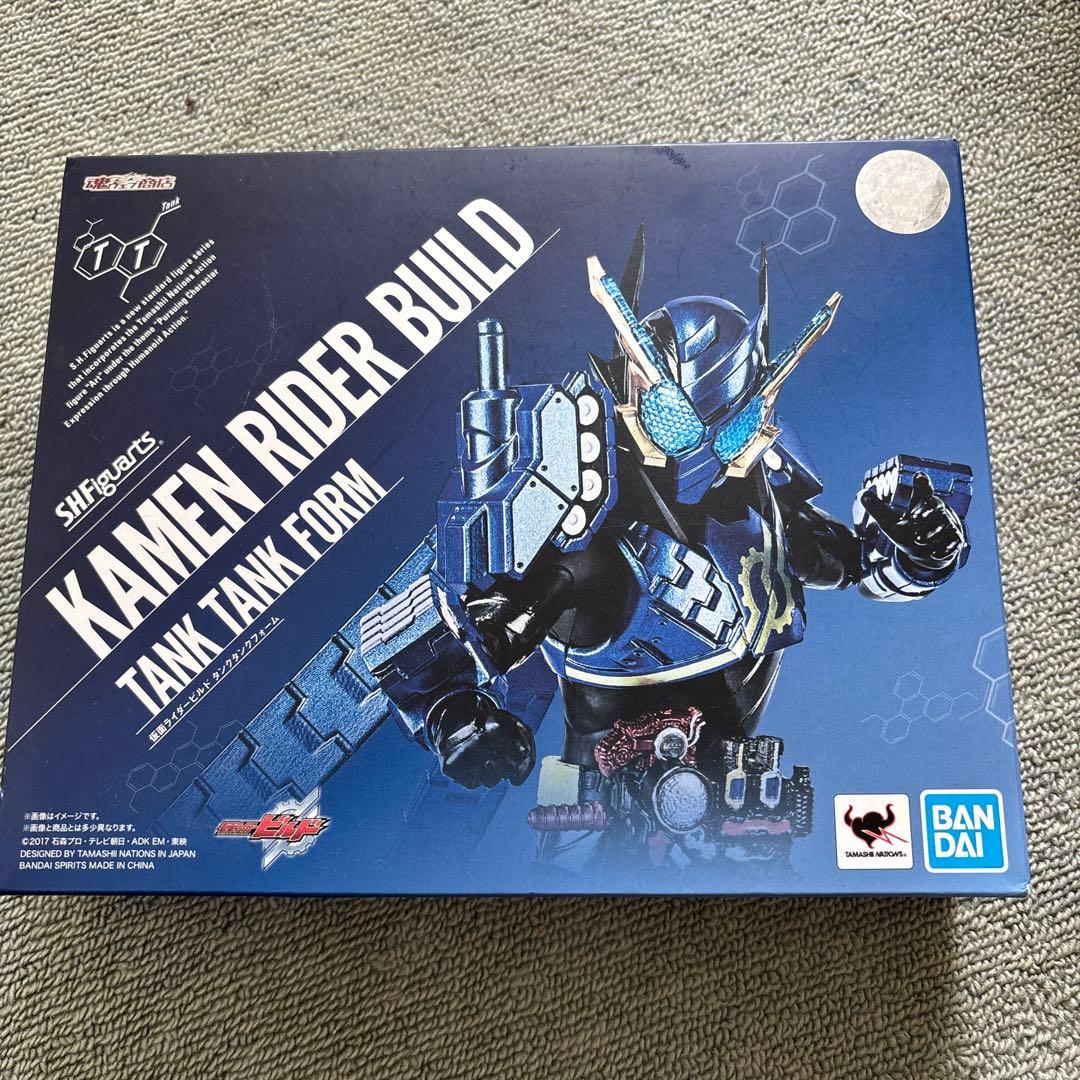 魂ウェブ商店
Tank
T T
S.H.Figuarts is a new standard figure series
that incorporates the Tamashii Nations action
figure "Art" under the theme "Pursuing Character
Expression through Humanoid Action."
S.H.Figuarts
KAMEN RIDER BUILD
TANK TANK FORM
仮面ライダービルド タンクタンクフォーム
※画像はイメージです。
※画像と商品とは多少異なります。
©2017 石森プロ・テレビ朝日・ADK EM・東映
DESIGNED BY TAMASHII NATIONS IN JAPAN
BANDAI SPIRITS MADE IN CHINA
仮面ライダービルド
TAMASHII NATIONS
BAN
DAI